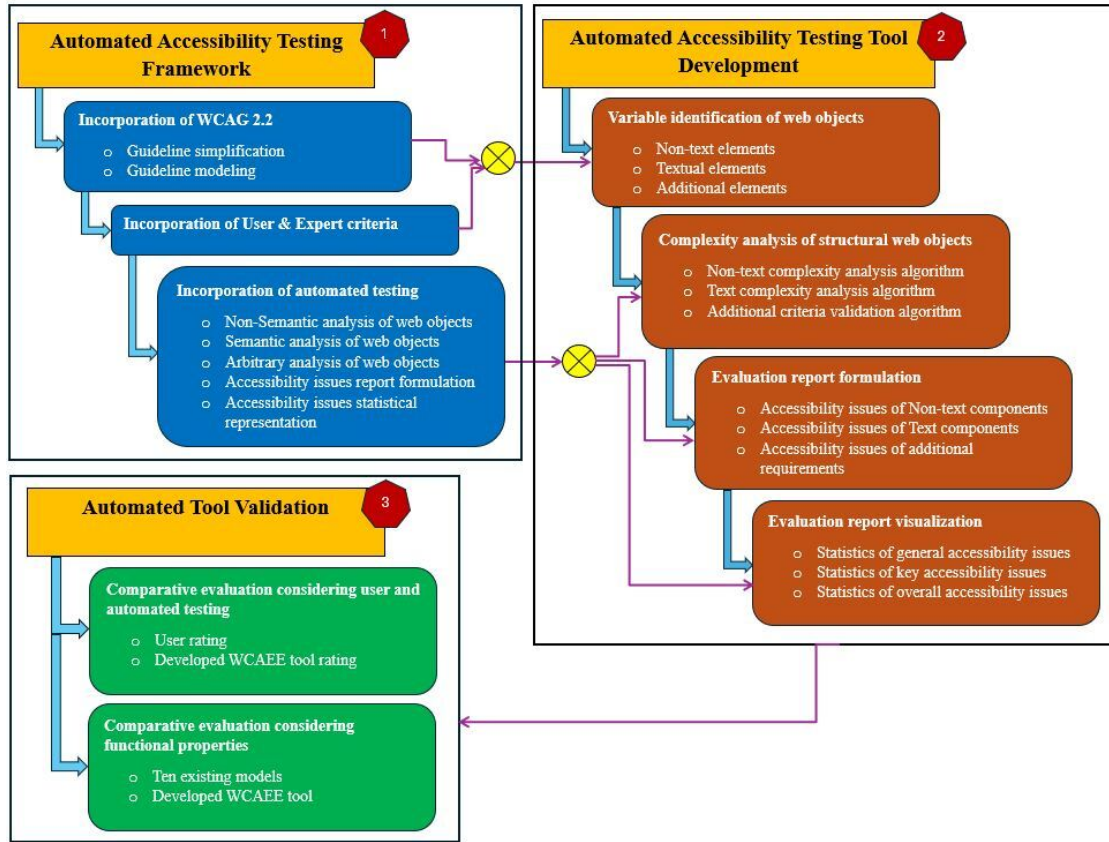 Automated Accessibility Testing
Framework
1
Incorporation of WCAG 2.2
o Guideline simplification
o Guideline modeling
Incorporation of User & Expert criteria
Incorporation of automated testing
o Non-Semantic analysis of web objects
o Semantic analysis of web objects
o Arbitrary analysis of web objects
o Accessibility issues report formulation
o Accessibility issues statistical
representation
Automated Accessibility Testing Tool
Development
2
Variable identification of web objects
o Non-text elements
o Textual elements
o Additional elements
Complexity analysis of structural web objects
o Non-text complexity analysis algorithm
o Text complexity analysis algorithm
o Additional criteria validation algorithm
Evaluation report formulation
o Accessibility issues of Non-text components
o Accessibility issues of Text components
o Accessibility issues of additional
requirements
Evaluation report visualization
o Statistics of general accessibility issues
o Statistics of key accessibility issues
o Statistics of overall accessibility issues
Automated Tool Validation
3
Comparative evaluation considering user and
automated testing
o User rating
o Developed WCAEE tool rating
Comparative evaluation considering
functional properties
o Ten existing models
o Developed WCAEE tool